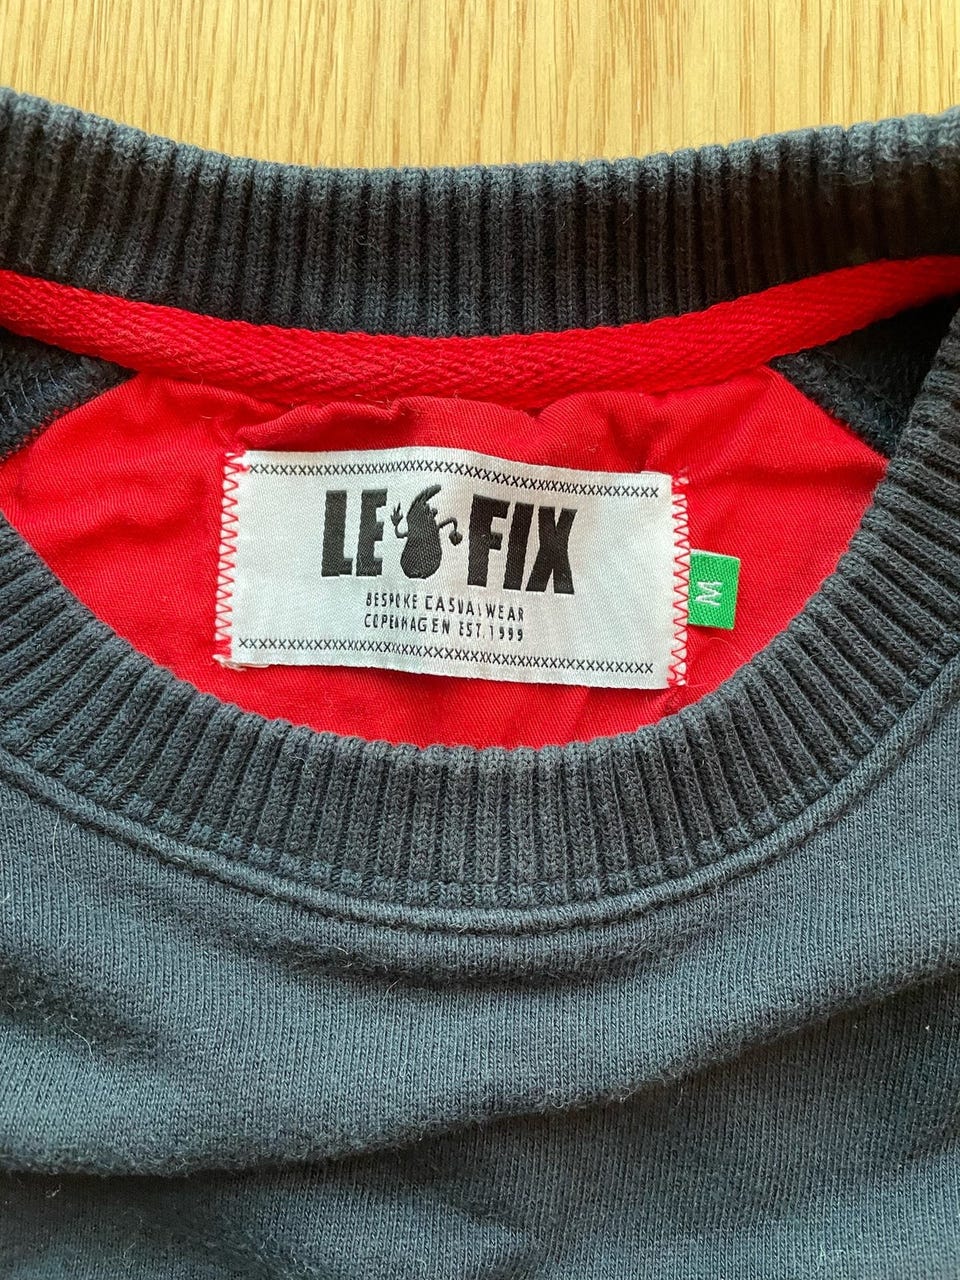 LE FIX
BESPOKE CASUALWEAR
COPENHAGEN EST. 1999
M